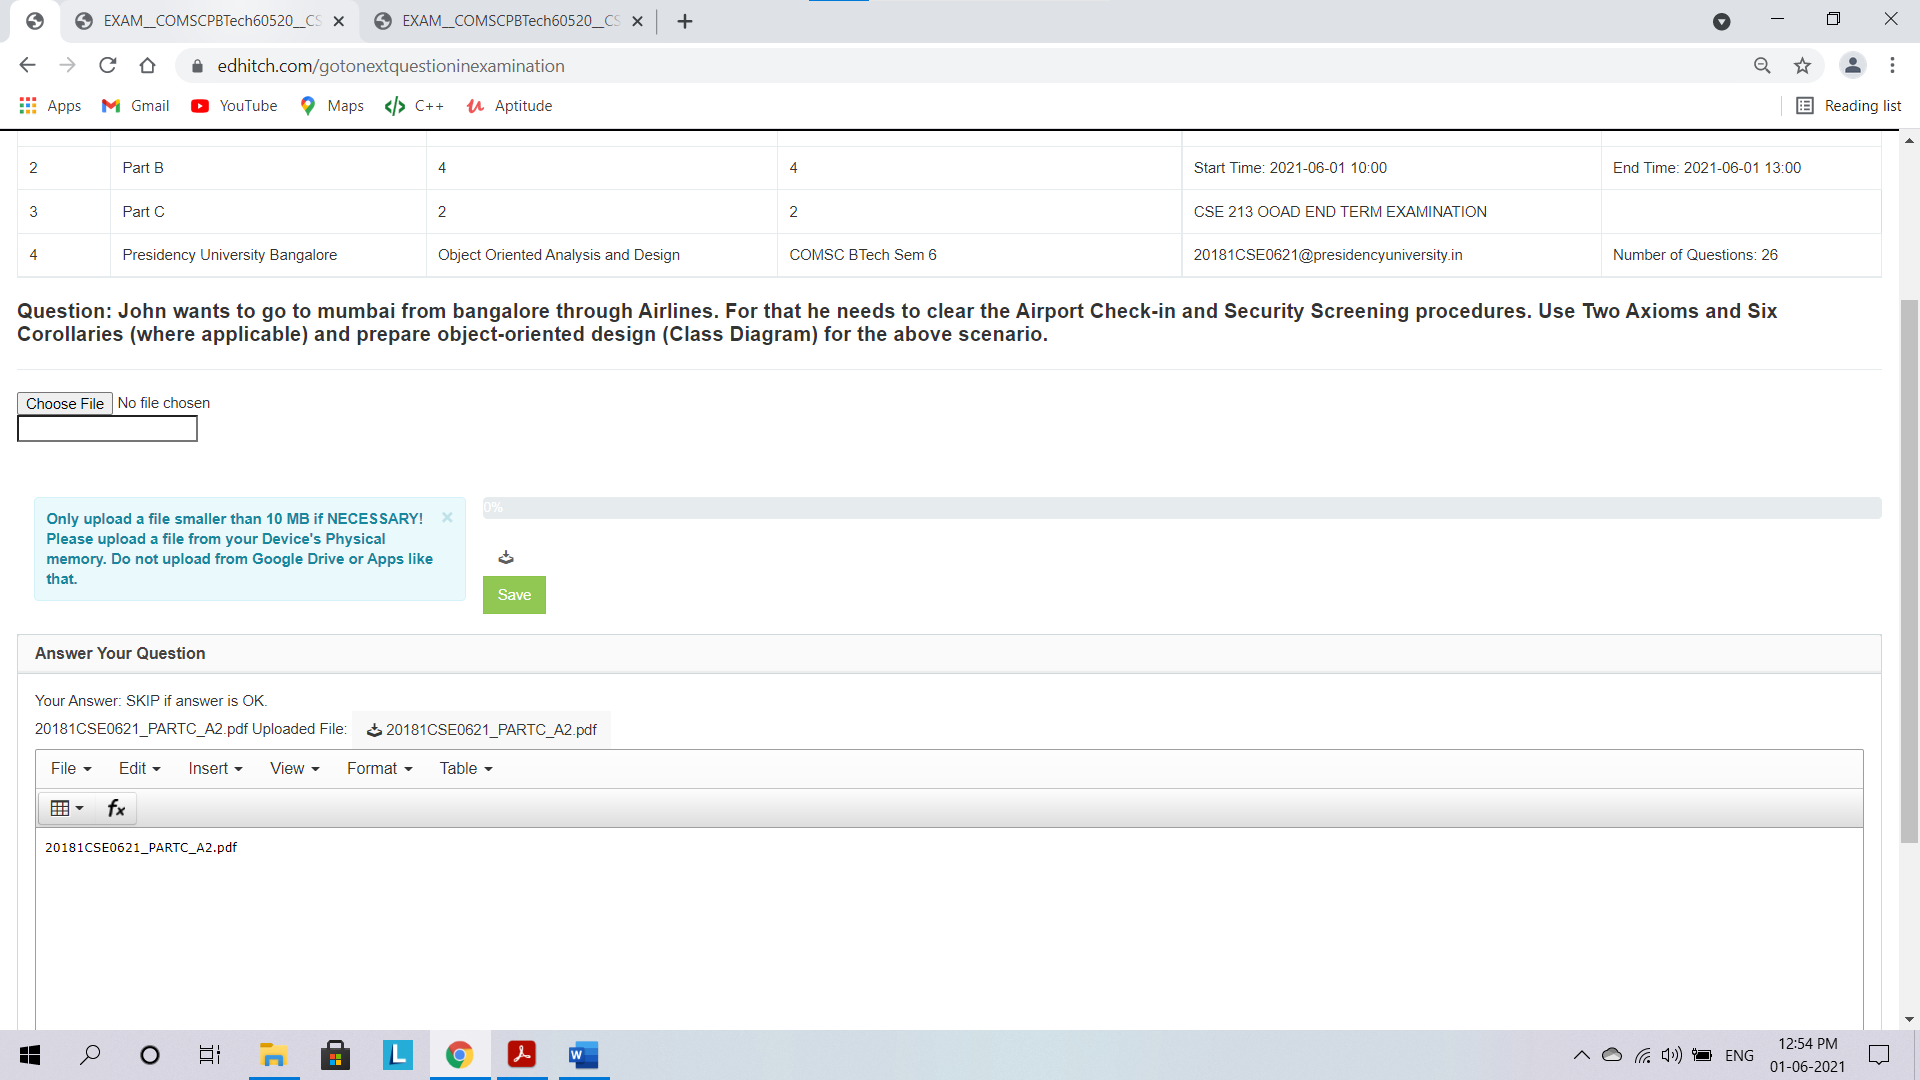 EXAM__COMSCPBTech60520__CS
EXAM__COMSCPBTech60520__CS
edhitch.com/gotonextquestioninexamination
Apps Gmail YouTube Maps C++ Aptitude Reading list
2 Part B 4 4 Start Time: 2021-06-01 10:00 End Time: 2021-06-01 13:00
3 Part C 2 2 CSE 213 OOAD END TERM EXAMINATION
4 Presidency University Bangalore Object Oriented Analysis and Design COMSC BTech Sem 6 20181CSE0621@presidencyuniversity.in Number of Questions: 26
Question: John wants to go to mumbai from bangalore through Airlines. For that he needs to clear the Airport Check-in and Security Screening procedures. Use Two Axioms and Six
Corollaries (where applicable) and prepare object-oriented design (Class Diagram) for the above scenario.
Choose File No file chosen
Only upload a file smaller than 10 MB if NECESSARY! ×
Please upload a file from your Device's Physical
memory. Do not upload from Google Drive or Apps like
that.
0%
Save
Answer Your Question
Your Answer: SKIP if answer is OK.
20181CSE0621_PARTC_A2.pdf Uploaded File: 20181CSE0621_PARTC_A2.pdf
File Edit Insert View Format Table
fx
20181CSE0621_PARTC_A2.pdf
ENG
12:54 PM
01-06-2021